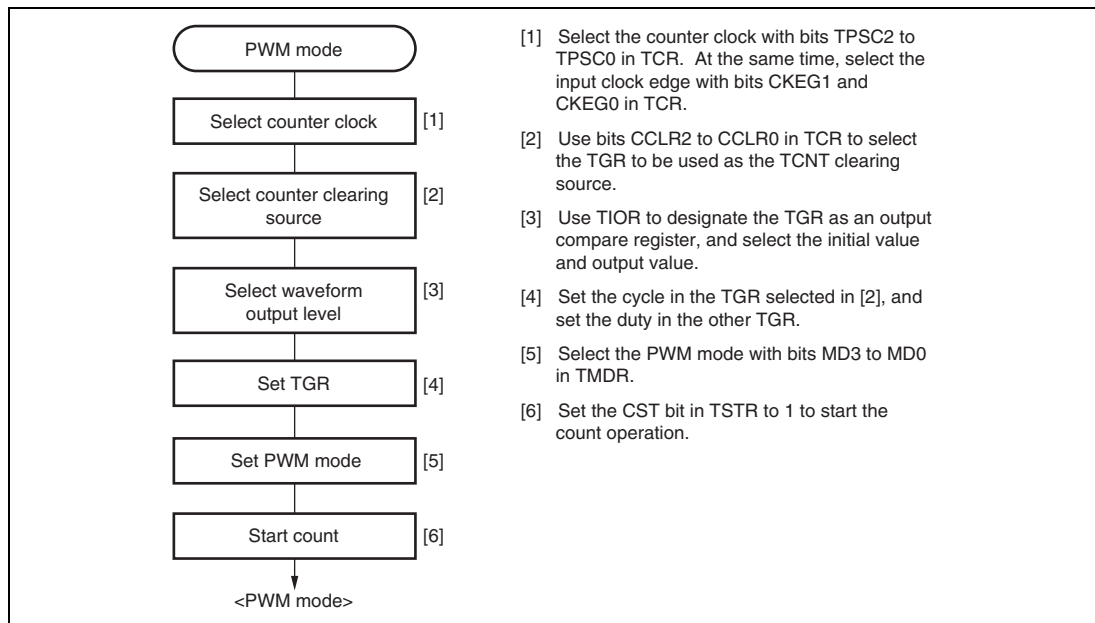 PWM mode
Select counter clock
[1]
Select counter clearing
source
[2]
Select waveform
output level
[3]
Set TGR
[4]
Set PWM mode
[5]
Start count
[6]
<PWM mode>
[1] Select the counter clock with bits TPSC2 to
TPSC0 in TCR. At the same time, select the
input clock edge with bits CKEG1 and
CKEG0 in TCR.
[2] Use bits CCLR2 to CCLR0 in TCR to select
the TGR to be used as the TCNT clearing
source.
[3] Use TIOR to designate the TGR as an output
compare register, and select the initial value
and output value.
[4] Set the cycle in the TGR selected in [2], and
set the duty in the other TGR.
[5] Select the PWM mode with bits MD3 to MD0
in TMDR.
[6] Set the CST bit in TSTR to 1 to start the
count operation.